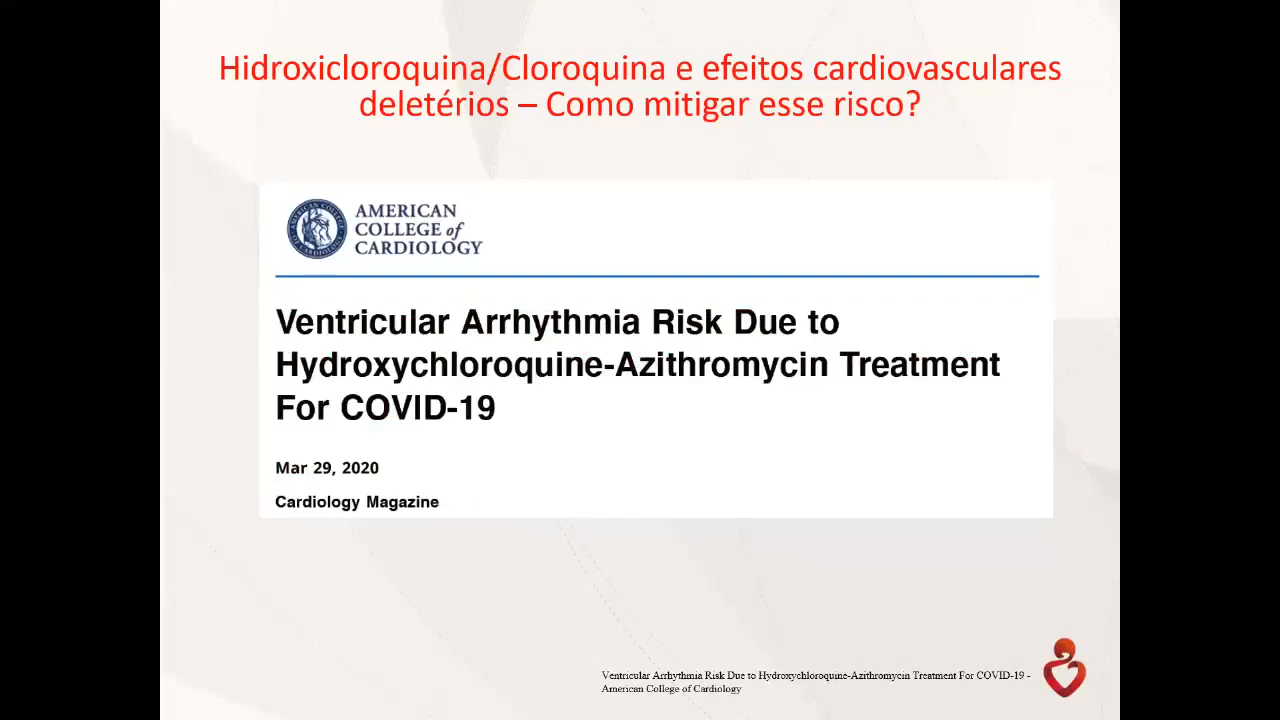 Hidroxicloroquina/Cloroquina e efeitos cardiovasculares
deletérios – Como mitigar esse risco?
AMERICAN
COLLEGE of
CARDIOLOGY
Ventricular Arrhythmia Risk Due to
Hydroxychloroquine-Azithromycin Treatment
For COVID-19
Mar 29, 2020
Cardiology Magazine
Ventricular Arrhythmia Risk Due to Hydroxychloroquine-Azithromycin Treatment For COVID-19 -
American College of Cardiology